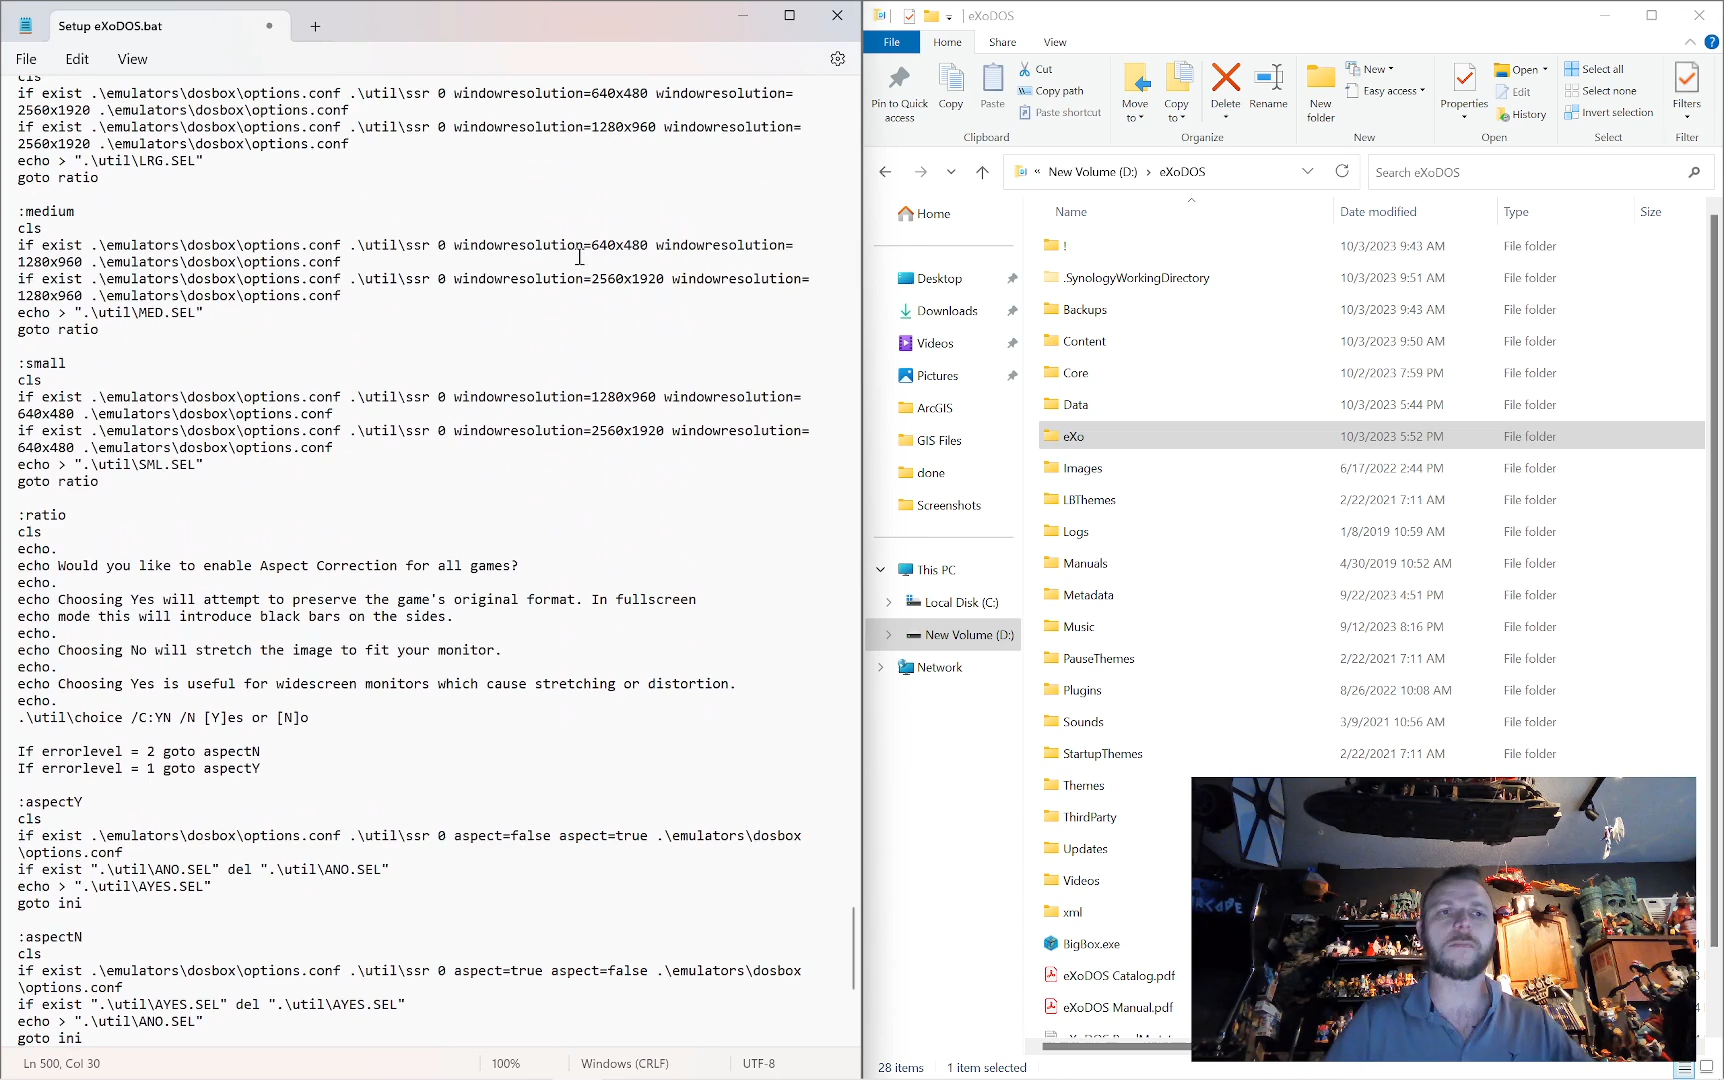 Setup eXoDOS.bat
File Edit View
cls
if exist .\emulators\dosbox\options.conf .\util\ssr 0 windowresolution=640x480 windowresolution=
2560x1920 .\emulators\dosbox\options.conf
if exist .\emulators\dosbox\options.conf .\util\ssr 0 windowresolution=1280x960 windowresolution=
2560x1920 .\emulators\dosbox\options.conf
echo > ".\util\LRG.SEL"
goto ratio
:medium
cls
if exist .\emulators\dosbox\options.conf .\util\ssr 0 windowresolution=640x480 windowresolution=
1280x960 .\emulators\dosbox\options.conf
if exist .\emulators\dosbox\options.conf .\util\ssr 0 windowresolution=2560x1920 windowresolution=
1280x960 .\emulators\dosbox\options.conf
echo > ".\util\MED.SEL"
goto ratio
:small
cls
if exist .\emulators\dosbox\options.conf .\util\ssr 0 windowresolution=1280x960 windowresolution=
640x480 .\emulators\dosbox\options.conf
if exist .\emulators\dosbox\options.conf .\util\ssr 0 windowresolution=2560x1920 windowresolution=
640x480 .\emulators\dosbox\options.conf
echo > ".\util\SML.SEL"
goto ratio
:ratio
cls
echo.
echo Would you like to enable Aspect Correction for all games?
echo.
echo Choosing Yes will attempt to preserve the game's original format. In fullscreen
echo mode this will introduce black bars on the sides.
echo.
echo Choosing No will stretch the image to fit your monitor.
echo.
echo Choosing Yes is useful for widescreen monitors which cause stretching or distortion.
echo.
.\util\choice /C:YN /N [Y]es or [N]o
If errorlevel = 2 goto aspectN
If errorlevel = 1 goto aspectY
:aspectY
cls
if exist .\emulators\dosbox\options.conf .\util\ssr 0 aspect=false aspect=true .\emulators\dosbox
\options.conf
if exist ".\util\ANO.SEL" del ".\util\ANO.SEL"
echo > ".\util\AYES.SEL"
goto ini
:aspectN
cls
if exist .\emulators\dosbox\options.conf .\util\ssr 0 aspect=true aspect=false .\emulators\dosbox
\options.conf
if exist ".\util\AYES.SEL" del ".\util\AYES.SEL"
echo > ".\util\ANO.SEL"
goto ini
Ln 500, Col 30 100% Windows (CRLF) UTF-8
eXoDOS
File Home Share View
Pin to Quick access
Copy
Paste
Cut
Copy path
Paste shortcut
Clipboard
Move to
Copy to
Delete
Rename
Organize
New folder
New
Easy access
New
Properties
Open
Edit
History
Open
Select all
Select none
Invert selection
Select
Filters
Filter
« New Volume (D:) › eXoDOS
Search eXoDOS
Home
Desktop
Downloads
Videos
Pictures
ArcGIS
GIS Files
done
Screenshots
This PC
Local Disk (C:)
New Volume (D:)
Network
Name Date modified Type Size
! 10/3/2023 9:43 AM File folder
.SynologyWorkingDirectory 10/3/2023 9:51 AM File folder
Backups 10/3/2023 9:43 AM File folder
Content 10/3/2023 9:50 AM File folder
Core 10/2/2023 7:59 PM File folder
Data 10/3/2023 5:44 PM File folder
eXo 10/3/2023 5:52 PM File folder
Images 6/17/2022 2:44 PM File folder
LBThemes 2/22/2021 7:11 AM File folder
Logs 1/8/2019 10:59 AM File folder
Manuals 4/30/2019 10:52 AM File folder
Metadata 9/22/2023 4:51 PM File folder
Music 9/12/2023 8:16 PM File folder
PauseThemes 2/22/2021 7:11 AM File folder
Plugins 8/26/2022 10:08 AM File folder
Sounds 3/9/2021 10:56 AM File folder
StartupThemes 2/22/2021 7:11 AM File folder
Themes
ThirdParty
Updates
Videos
xml
BigBox.exe
eXoDOS Catalog.pdf
eXoDOS Manual.pdf
28 items 1 item selected